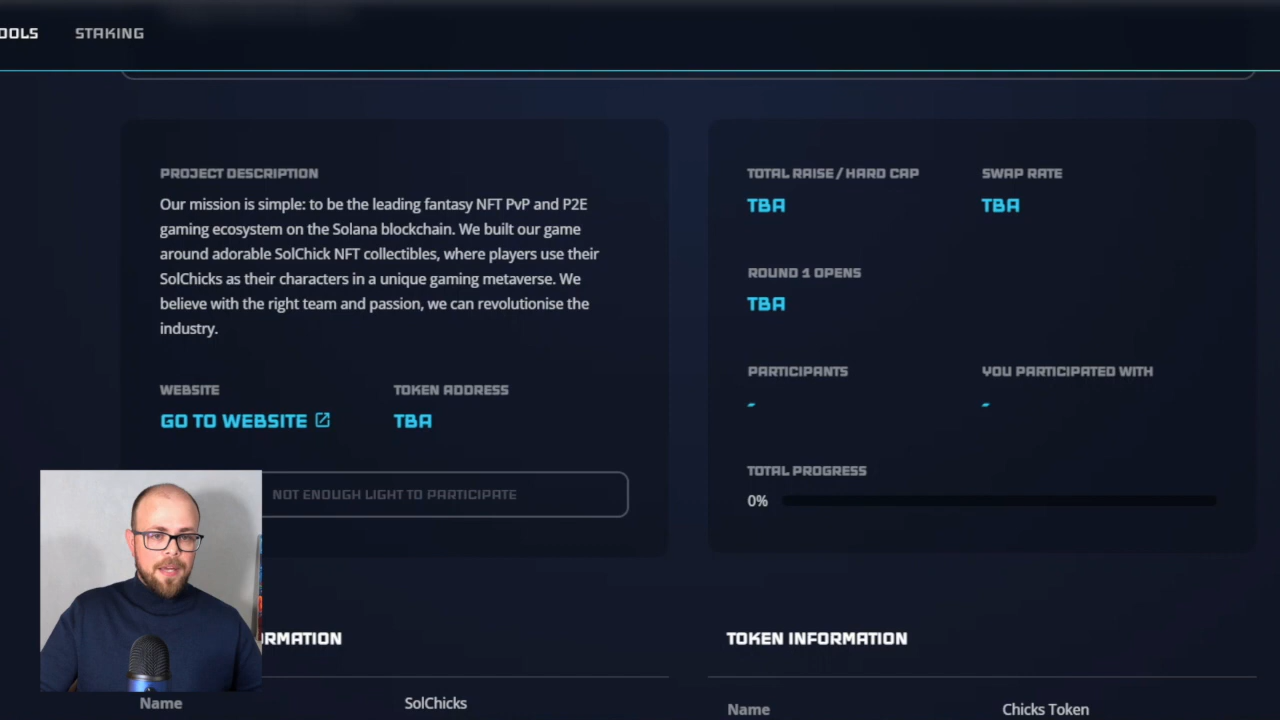 OOLS STAKING
PROJECT DESCRIPTION
Our mission is simple: to be the leading fantasy NFT PvP and P2E
gaming ecosystem on the Solana blockchain. We built our game
around adorable SolChick NFT collectibles, where players use their
SolChicks as their characters in a unique gaming metaverse. We
believe with the right team and passion, we can revolutionise the
industry.
WEBSITE TOKEN ADDRESS
GO TO WEBSITE TBA
NOT ENOUGH LIGHT TO PARTICIPATE
TOTAL RAISE / HARD CAP SWAP RATE
TBA TBA
ROUND 1 OPENS
TBA
PARTICIPANTS YOU PARTICIPATED WITH
- -
TOTAL PROGRESS
0%
RMATION
Name SolChicks
TOKEN INFORMATION
Name Chicks Token